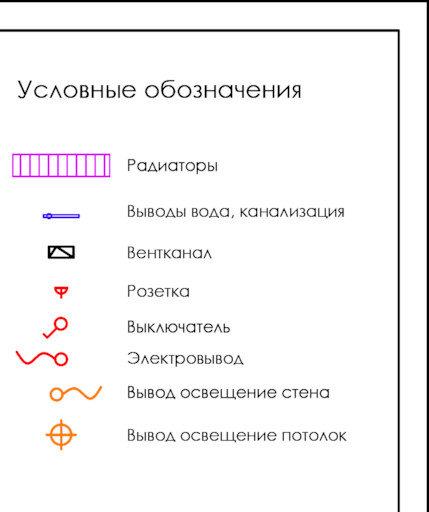 Условные обозначения
Радиаторы
Выводы вода, канализация
Вентканал
Розетка
Выключатель
Электровывод
Вывод освещение стена
Вывод освещение потолок